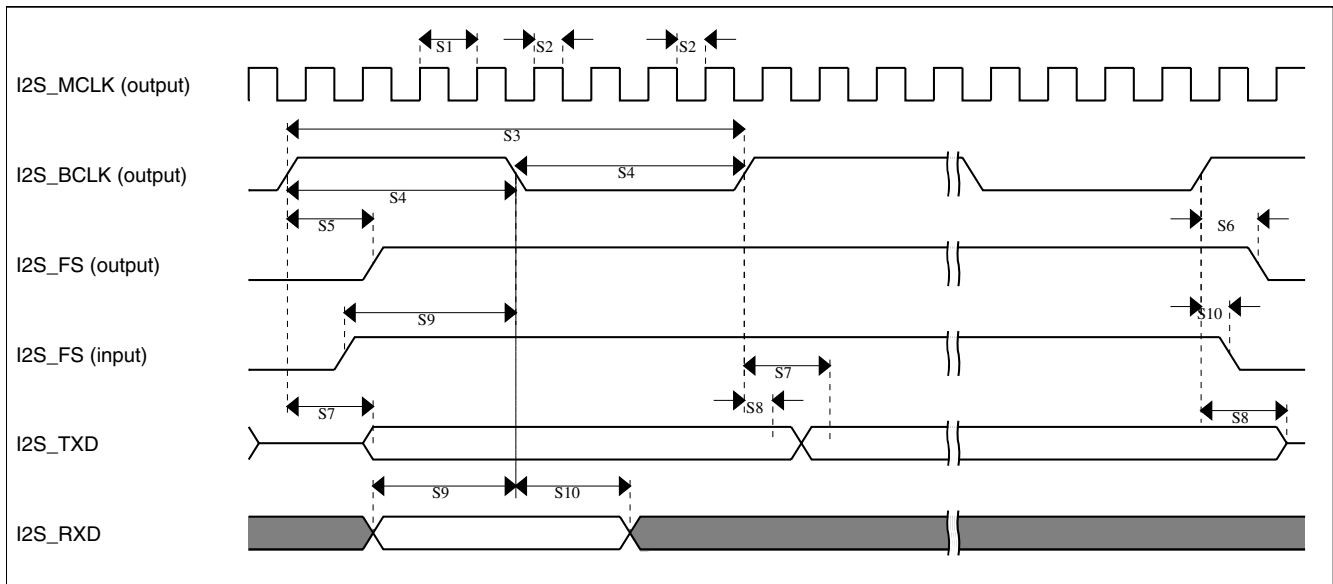 S1 S2 S2
I2S_MCLK (output)
S3
I2S_BCLK (output)
S4
S4
S5 S6
I2S_FS (output)
S9 S10
I2S_FS (input)
S7
S7 S8 S8
I2S_TXD
S9 S10
I2S_RXD